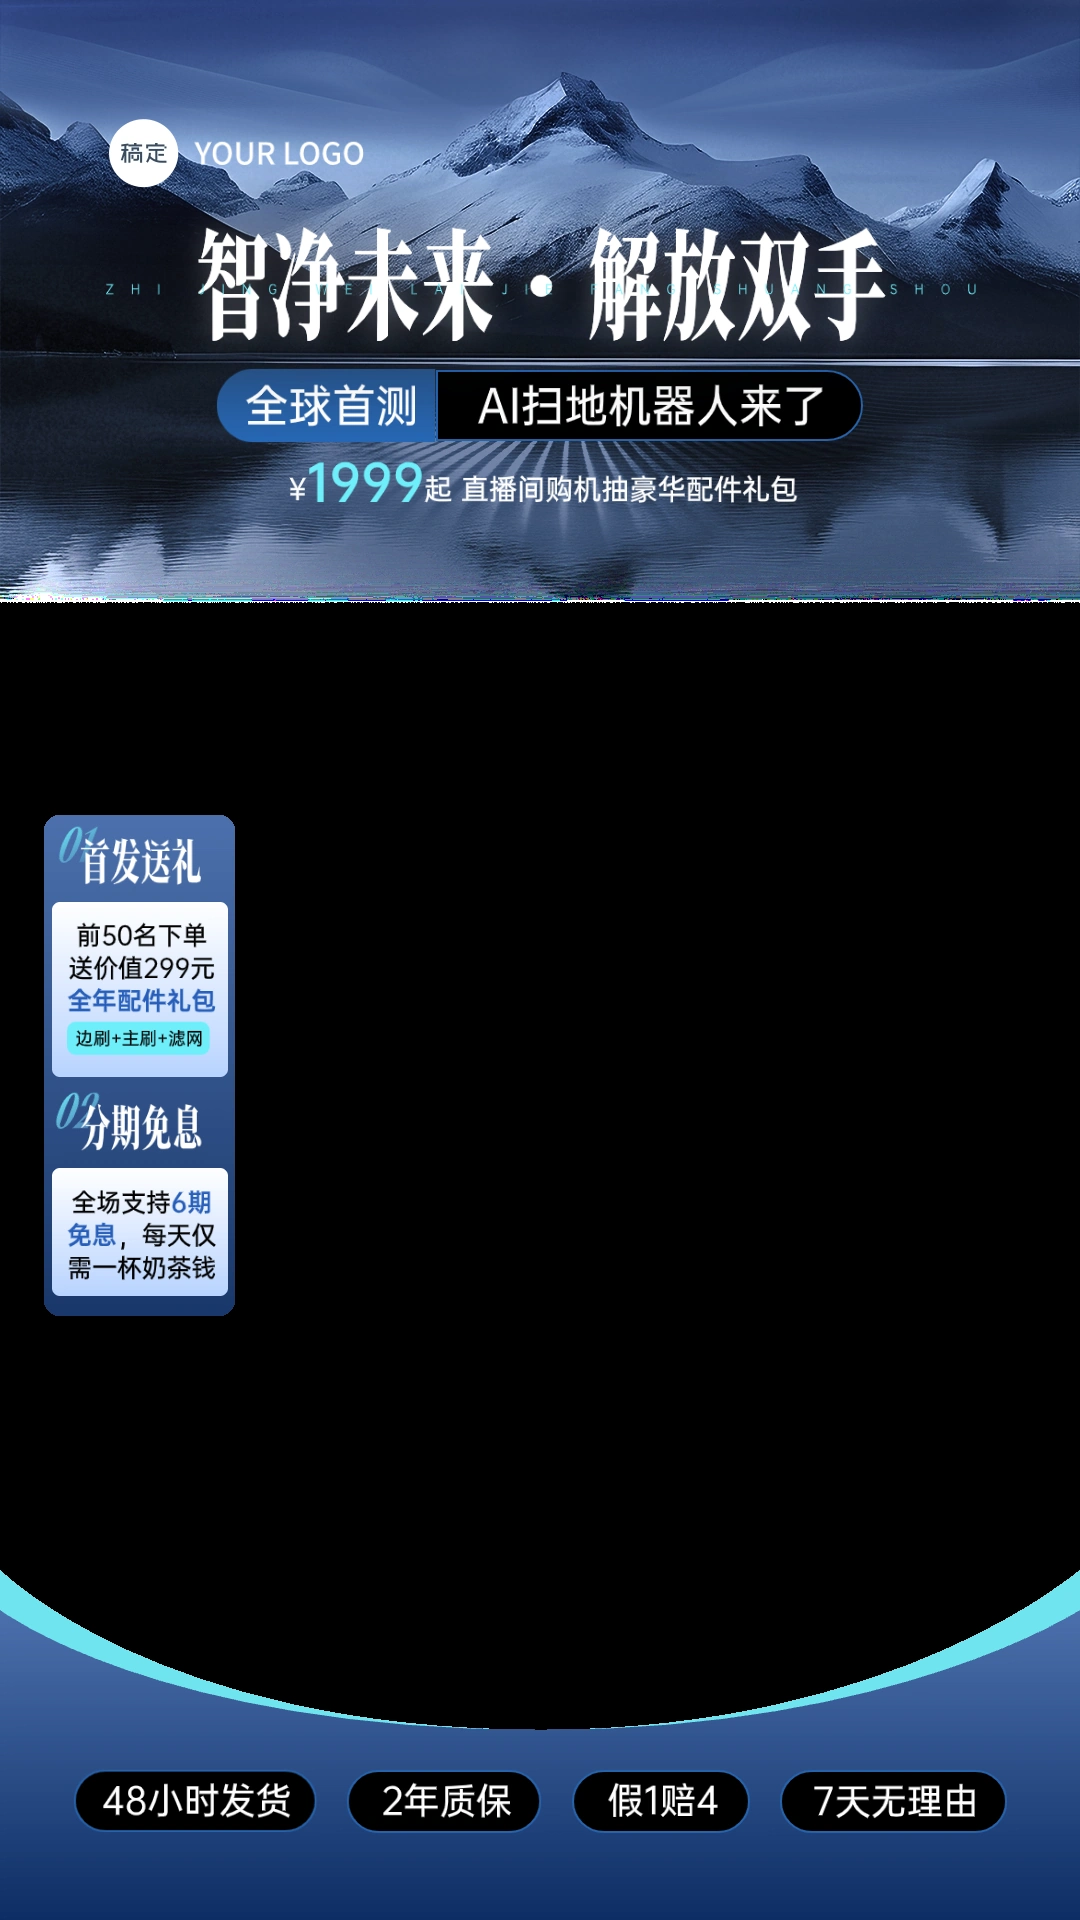 稿定 YOUR LOGO
智净未来·解放双手
ZHI JING WEI LAI JIE FANG SHUANG SHOU
全球首测 AI扫地机器人来了
¥1999起 直播间购机抽豪华配件礼包
01
首发送礼
前50名下单
送价值299元
全年配件礼包
边刷+主刷+滤网
02
分期免息
全场支持6期
免息，每天仅
需一杯奶茶钱
48小时发货 2年质保 假1赔4 7天无理由